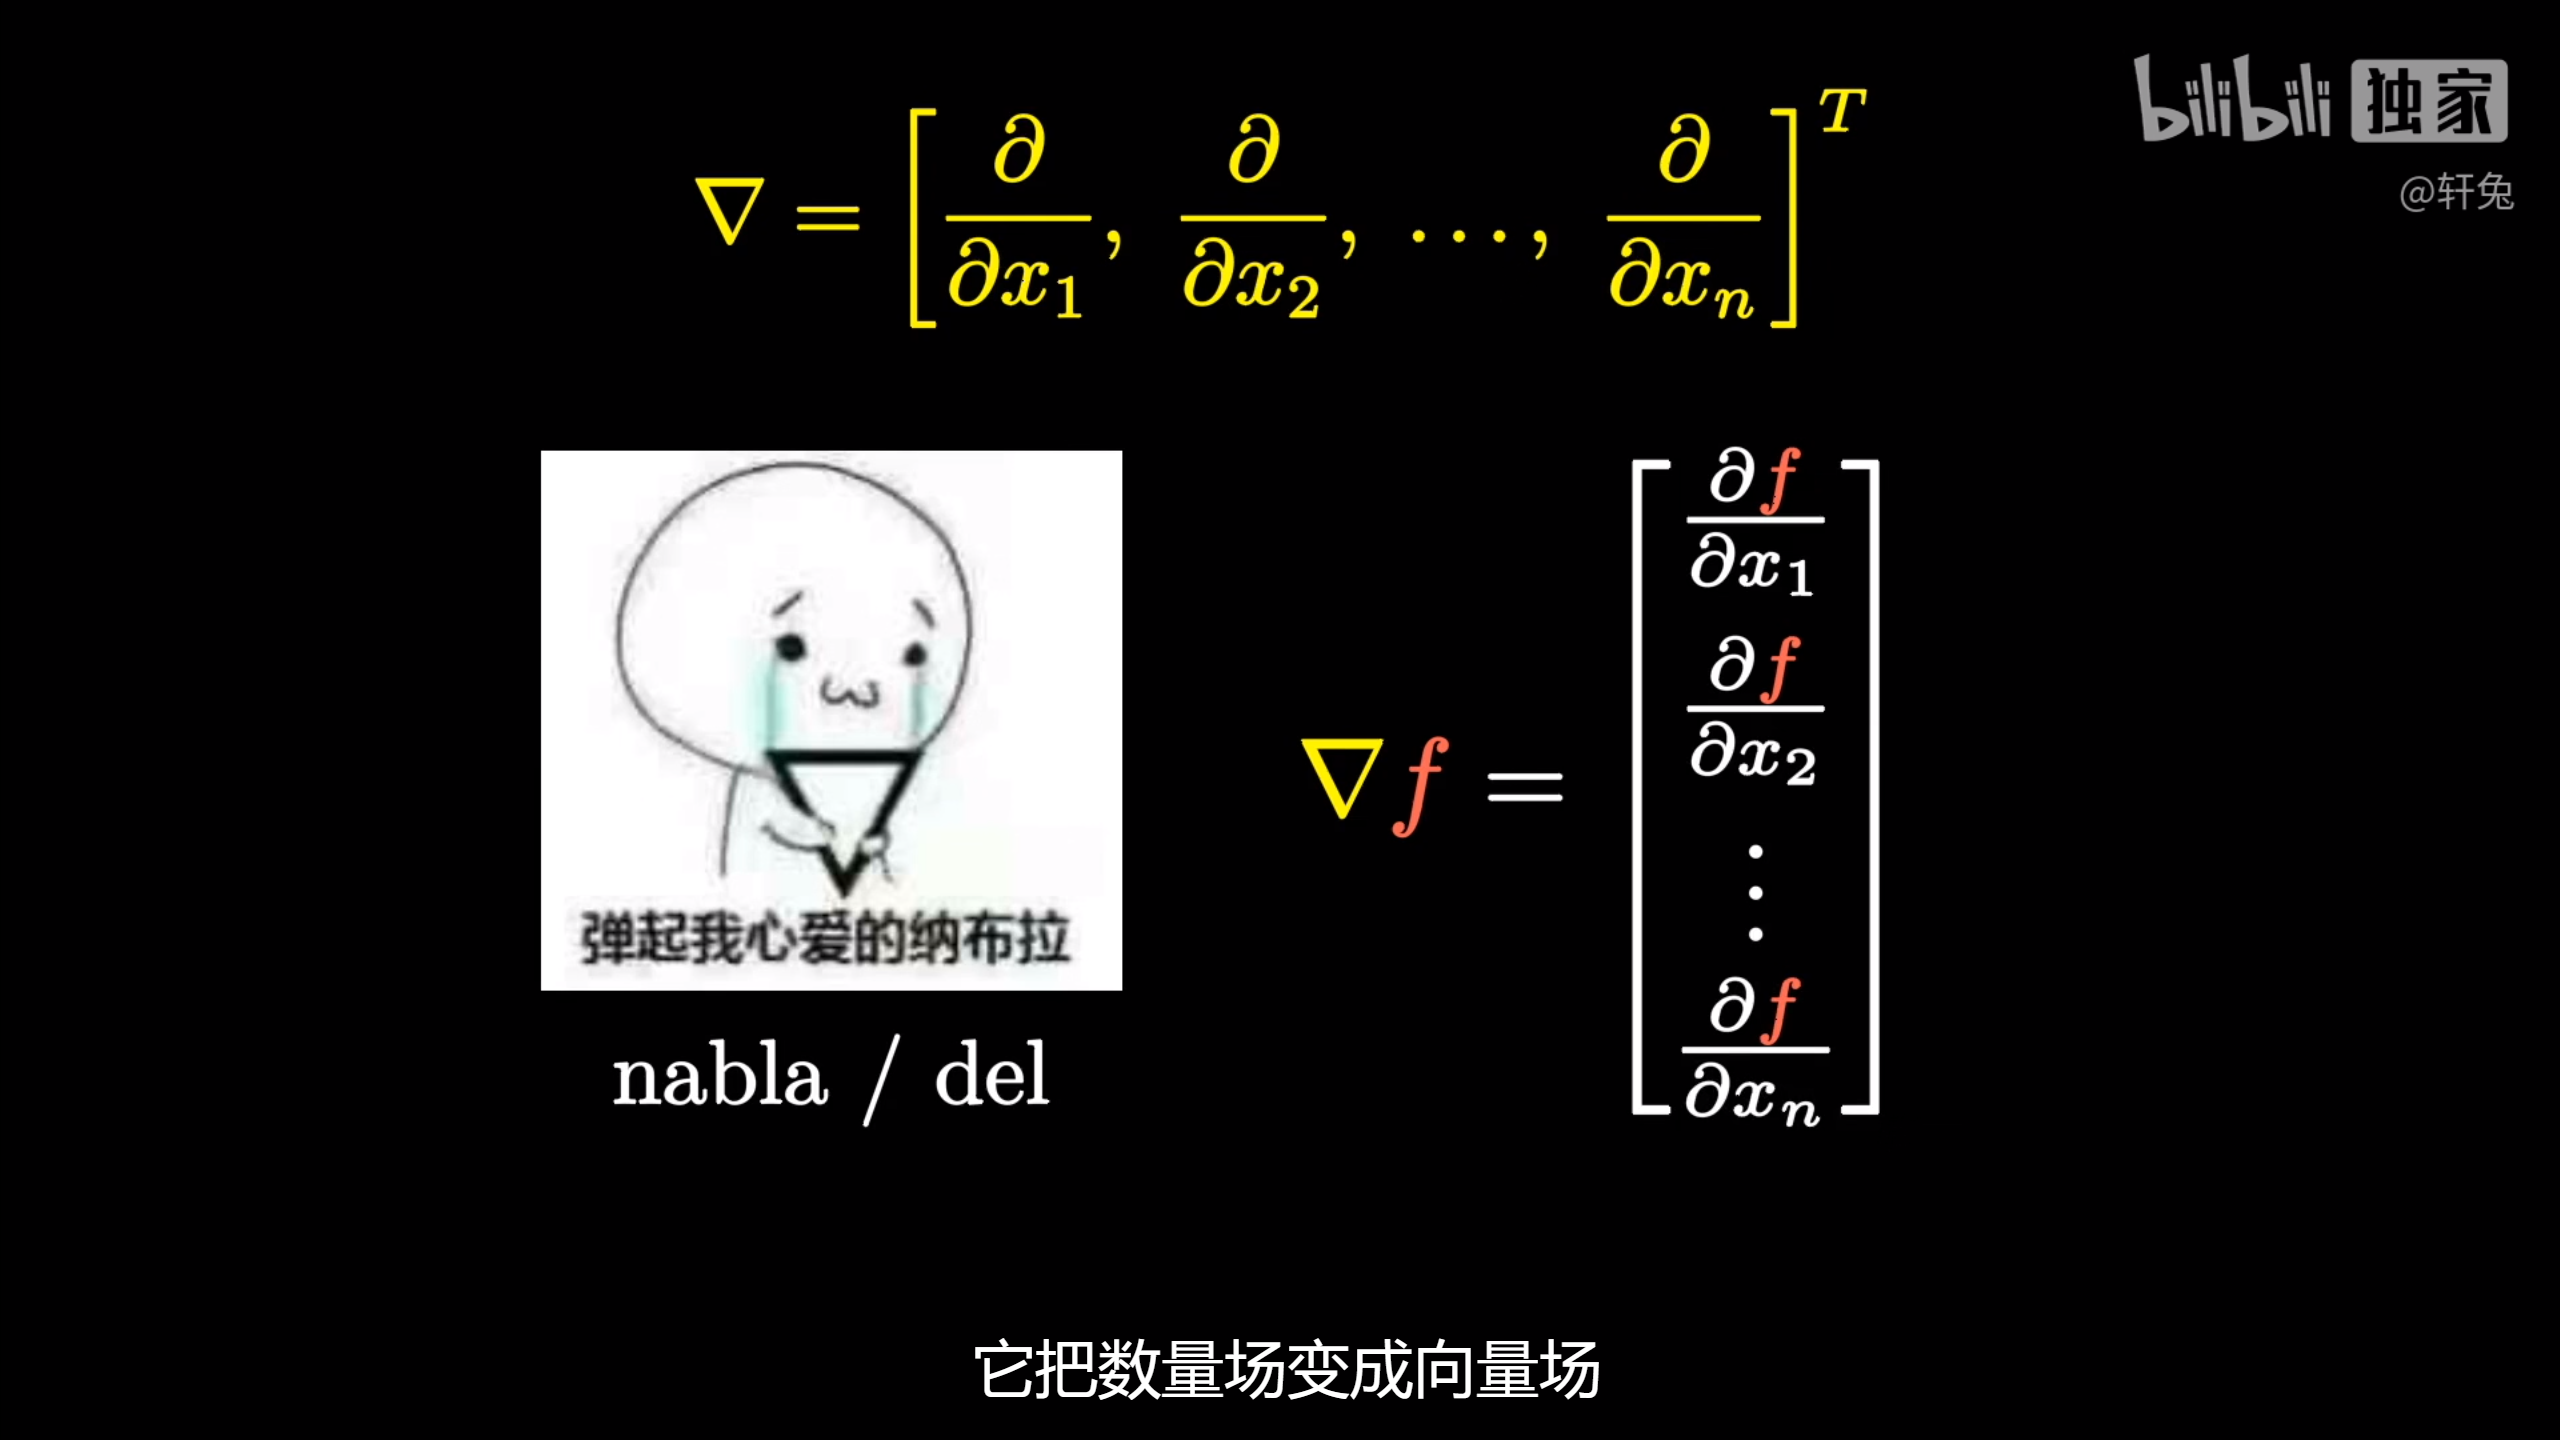 bilibili 独家
@轩兔
∇ = [∂/∂x₁, ∂/∂x₂, …, ∂/∂xₙ]ᵀ
弹起我心爱的纳布拉
nabla / del
∇f = [∂f/∂x₁ ∂f/∂x₂ ⋮ ∂f/∂xₙ]
它把数量场变成向量场